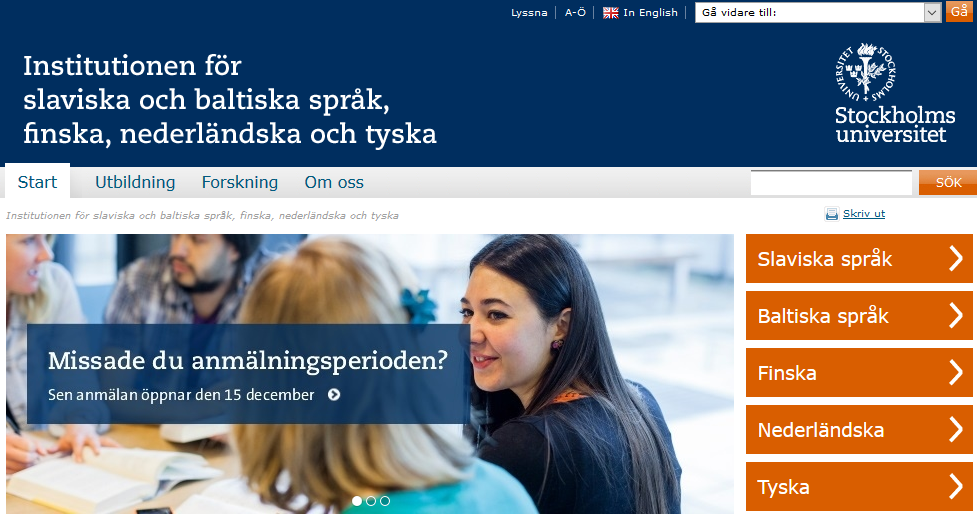 Lyssna
A-Ö
In English
Gå vidare till:
Gå
Institutionen för
slaviska och baltiska språk,
finska, nederländska och tyska
STOCKHOLMS UNIVERSITET
Stockholms
universitet
Start
Utbildning
Forskning
Om oss
SÖK
Institutionen för slaviska och baltiska språk, finska, nederländska och tyska
Skriv ut
Missade du anmälningsperioden?
Sen anmälan öppnar den 15 december
Slaviska språk
Baltiska språk
Finska
Nederländska
Tyska